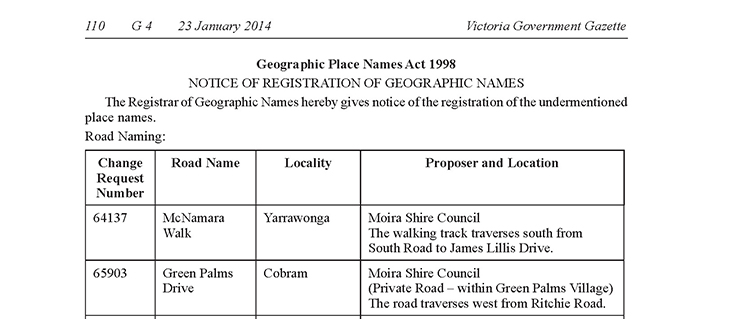 110 G 4 23 January 2014 Victoria Government Gazette
Geographic Place Names Act 1998
NOTICE OF REGISTRATION OF GEOGRAPHIC NAMES
The Registrar of Geographic Names hereby gives notice of the registration of the undermentioned
place names.
Road Naming:
Change
Request
Number
Road Name
Locality
Proposer and Location
64137
McNamara
Walk
Yarrawonga
Moira Shire Council
The walking track traverses south from
South Road to James Lillis Drive.
65903
Green Palms
Drive
Cobram
Moira Shire Council
(Private Road – within Green Palms Village)
The road traverses west from Ritchie Road.